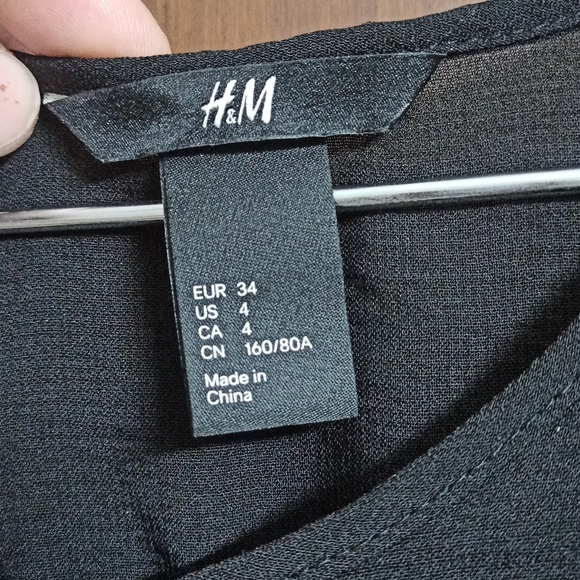 H&M
EUR 34
US 4
CA 4
CN 160/80A
Made in
China